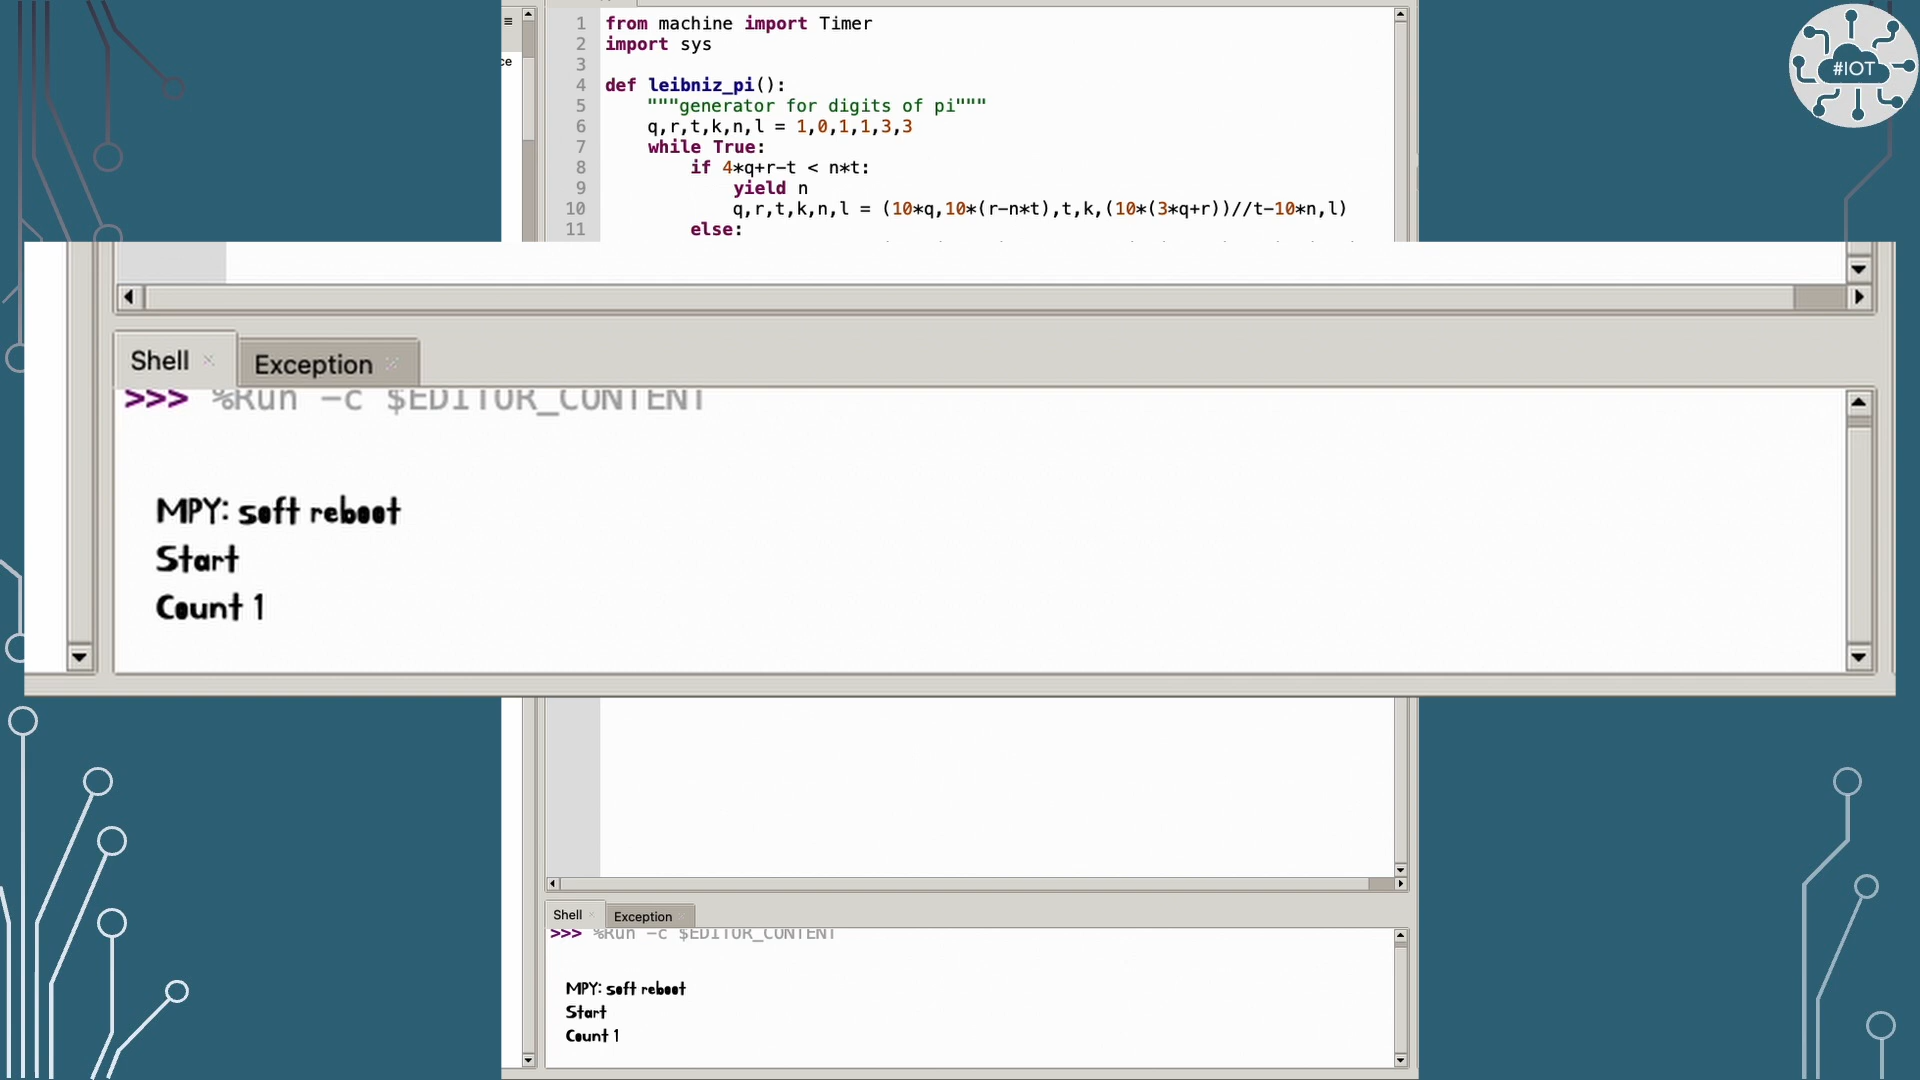 ce
1 from machine import Timer
2 import sys
3
4 def leibniz_pi():
5 """generator for digits of pi"""
6 q,r,t,k,n,l = 1,0,1,1,3,3
7 while True:
8 if 4*q+r-t < n*t:
9 yield n
10 q,r,t,k,n,l = (10*q,10*(r-n*t),t,k,(10*(3*q+r))//t-10*n,l)
11 else:
#IOT
Shell Exception
>>> %Run -c $EDITOR_CONTENT
MPY: soft reboot
Start
Count 1
Shell Exception
>>> %Run -c $EDITOR_CONTENT
MPY: soft reboot
Start
Count 1